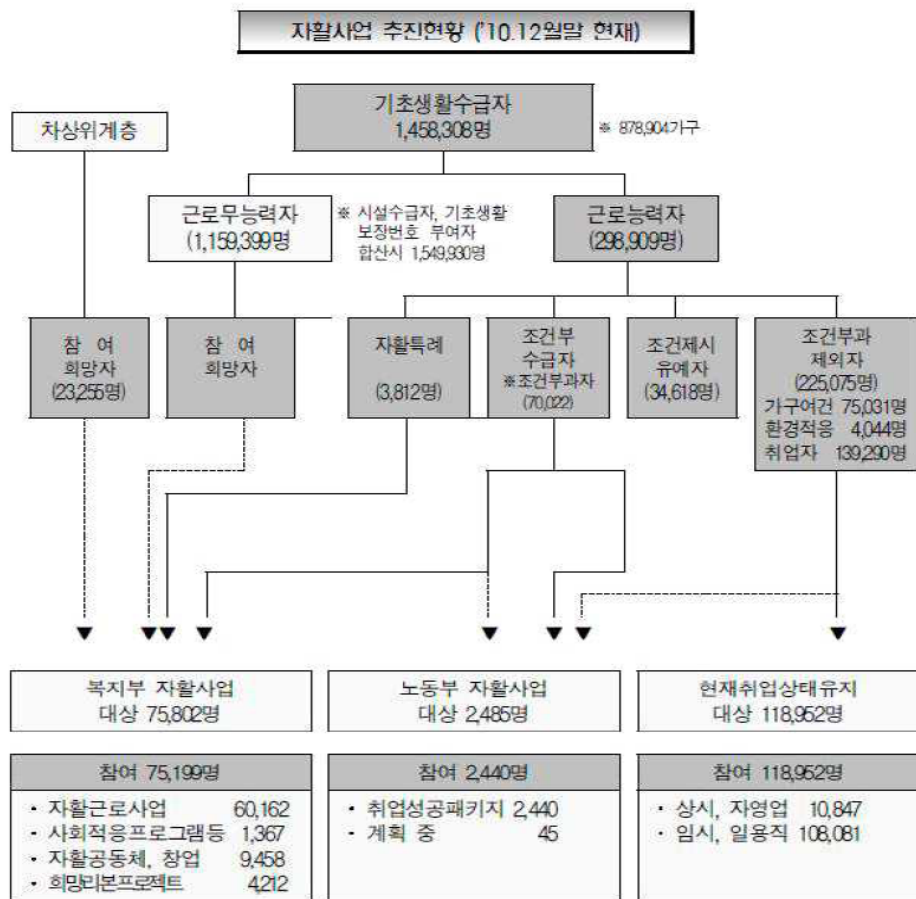 자활사업 추진현황 ('10.12월말 현재)
기초생활수급자
1,458,308명
※ 878,904가구
차상위계층
근로무능력자
(1,159,399명)
※ 시설수급자, 기초생활
보장번호 부여자
합산시 1,549,930명
근로능력자
(298,909명)
참 여
희망자
(23,255명)
참 여
희망자
자활특례
(3,812명)
조건부
수급자
※조건부과자
(70,022)
조건제시
유예자
(34,618명)
조건부과
제외자
(225,075명)
가구여건 75,031명
환경적응 4,044명
취업자 139,290명
복지부 자활사업
대상 75,802명
노동부 자활사업
대상 2,485명
현재취업상태유지
대상 118,952명
참여 75,199명
· 자활근로사업 60,162
· 사회적응프로그램등 1,367
· 자활공동체, 창업 9,458
· 희망리본프로젝트 4,212
참여 2,440명
· 취업성공패키지 2,440
· 계획 중 45
참여 118,952명
· 상시, 자영업 10,847
· 임시, 일용직 108,081